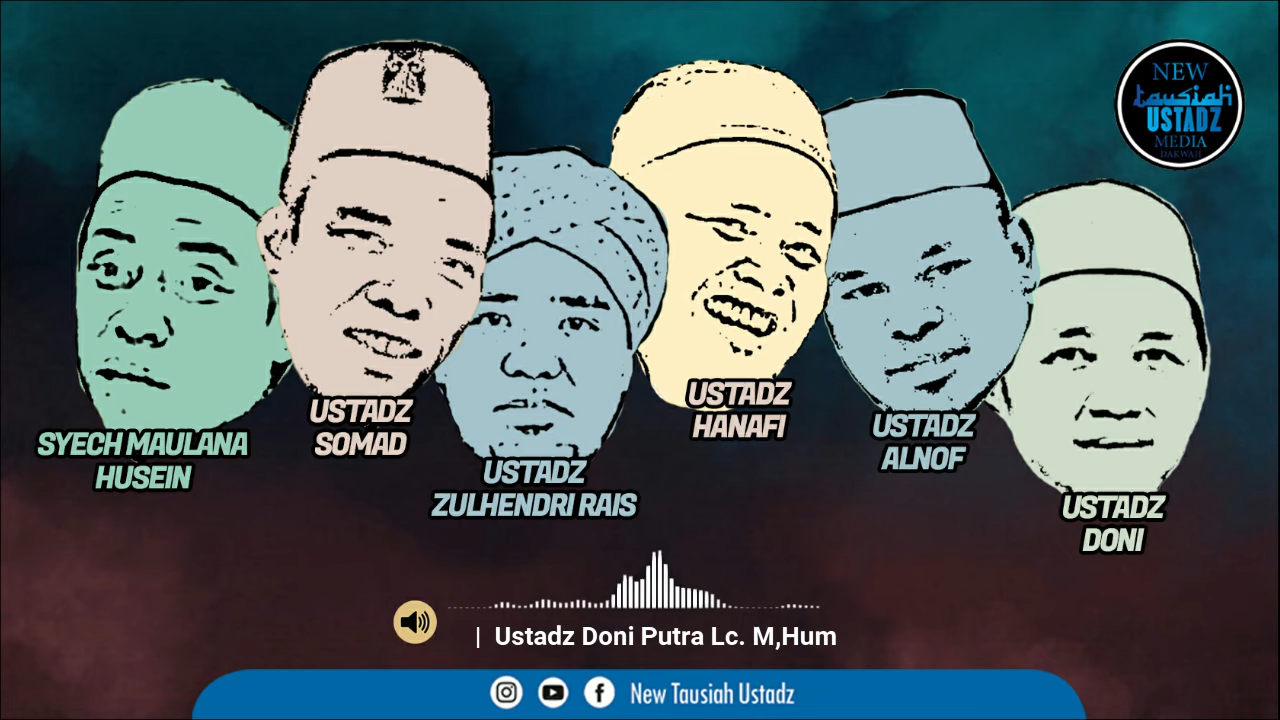 NEW
tausiah
USTADZ
MEDIA
DAKWAH
SYECH MAULANA
HUSEIN
USTADZ
SOMAD
USTADZ
ZULHENDRI RAIS
USTADZ
HANAFI
USTADZ
ALNOF
USTADZ
DONI
| Ustadz Doni Putra Lc. M,Hum
New Tausiah Ustadz